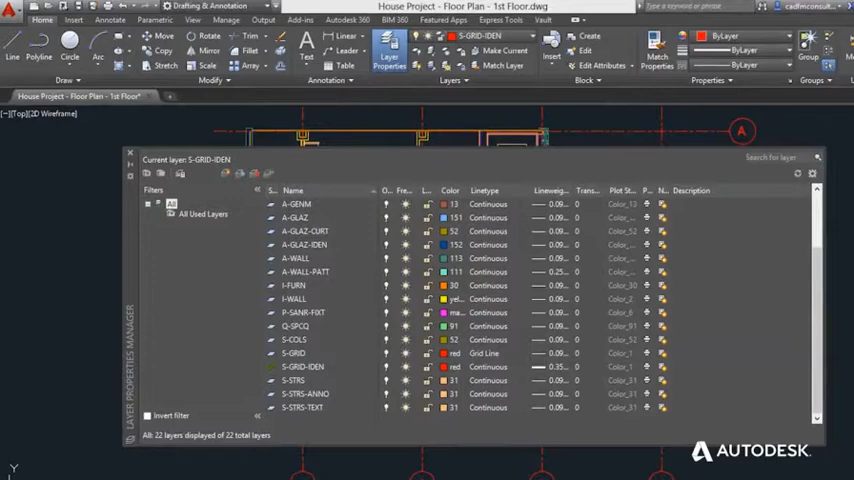 Drafting & Annotation
House Project - Floor Plan - 1st Floor.dwg
Type a keyword or phrase
cadfmconsult...
Home Insert Annotate Parametric View Manage Output Add-ins Autodesk 360 BIM 360 Featured Apps Express Tools Vault
Line Polyline Circle Arc
Move Rotate Trim
Copy Mirror Fillet
Stretch Scale Array
Text
Linear
Leader
Table
Layer Properties
S-GRID-IDEN
Make Current
Match Layer
Insert
Create
Edit
Edit Attributes
Match Properties
ByLayer
ByLayer
ByLayer
Group
Draw Modify Annotation Layers Block Properties Groups
House Project - Floor Plan - 1st Floor*
[−][Top][2D Wireframe]
A
Current layer: S-GRID-IDEN
Search for layer
Filters
All
All Used Layers
S... Name O... Fre... L... Color Linetype Lineweig... Trans... Plot St... P... N... Description
A-GENM 13 Continuous 0.09... 0 Color_13
A-GLAZ 151 Continuous 0.09... 0 Color_...
A-GLAZ-CURT 52 Continuous 0.09... 0 Color_52
A-GLAZ-IDEN 152 Continuous 0.09... 0 Color_...
A-WALL 113 Continuous 0.09... 0 Color_...
A-WALL-PATT 111 Continuous 0.25... 0 Color_...
I-FURN 30 Continuous 0.09... 0 Color_30
I-WALL yel... Continuous 0.09... 0 Color_2
P-SANR-FIXT ma... Continuous 0.09... 0 Color_6
Q-SPCQ 91 Continuous 0.09... 0 Color_91
S-COLS 52 Continuous 0.09... 0 Color_52
S-GRID red Grid Line 0.09... 0 Color_1
S-GRID-IDEN red Continuous 0.35... 0 Color_1
S-STRS 31 Continuous 0.09... 0 Color_31
S-STRS-ANNO 31 Continuous 0.09... 0 Color_31
S-STRS-TEXT 31 Continuous 0.09... 0 Color_31
Invert filter
All: 22 layers displayed of 22 total layers
LAYER PROPERTIES MANAGER
AUTODESK.
Y